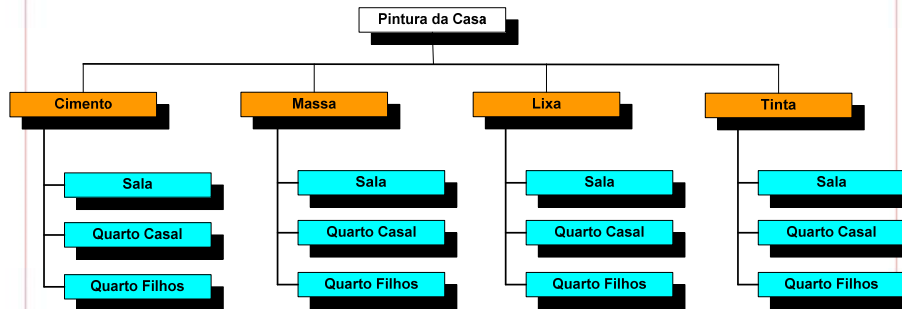 Pintura da Casa
Cimento
Massa
Lixa
Tinta
Sala
Sala
Sala
Sala
Quarto Casal
Quarto Casal
Quarto Casal
Quarto Casal
Quarto Filhos
Quarto Filhos
Quarto Filhos
Quarto Filhos